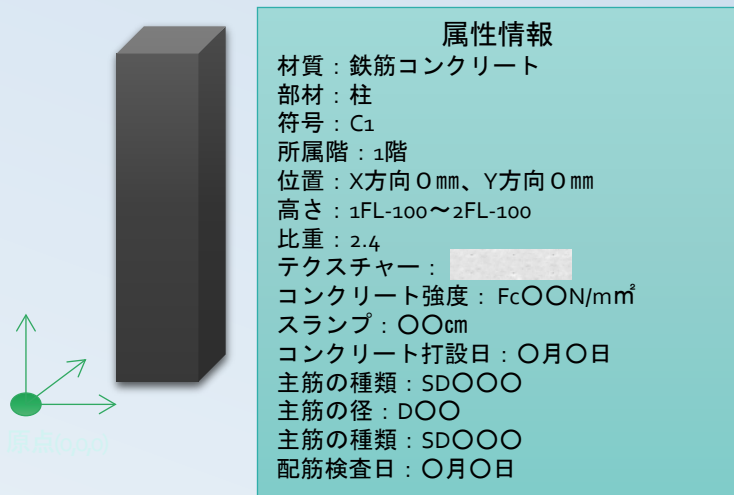 属性情報
材質：鉄筋コンクリート
部材：柱
符号：C1
所属階：1階
位置：X方向０㎜、Y方向０㎜
高さ：1FL-100～2FL-100
比重：2.4
テクスチャー：
コンクリート強度： Fc〇〇N/m㎡
スランプ：〇〇㎝
コンクリート打設日：〇月〇日
主筋の種類：SD〇〇〇
主筋の径：D〇〇
主筋の種類：SD〇〇〇
配筋検査日：〇月〇日